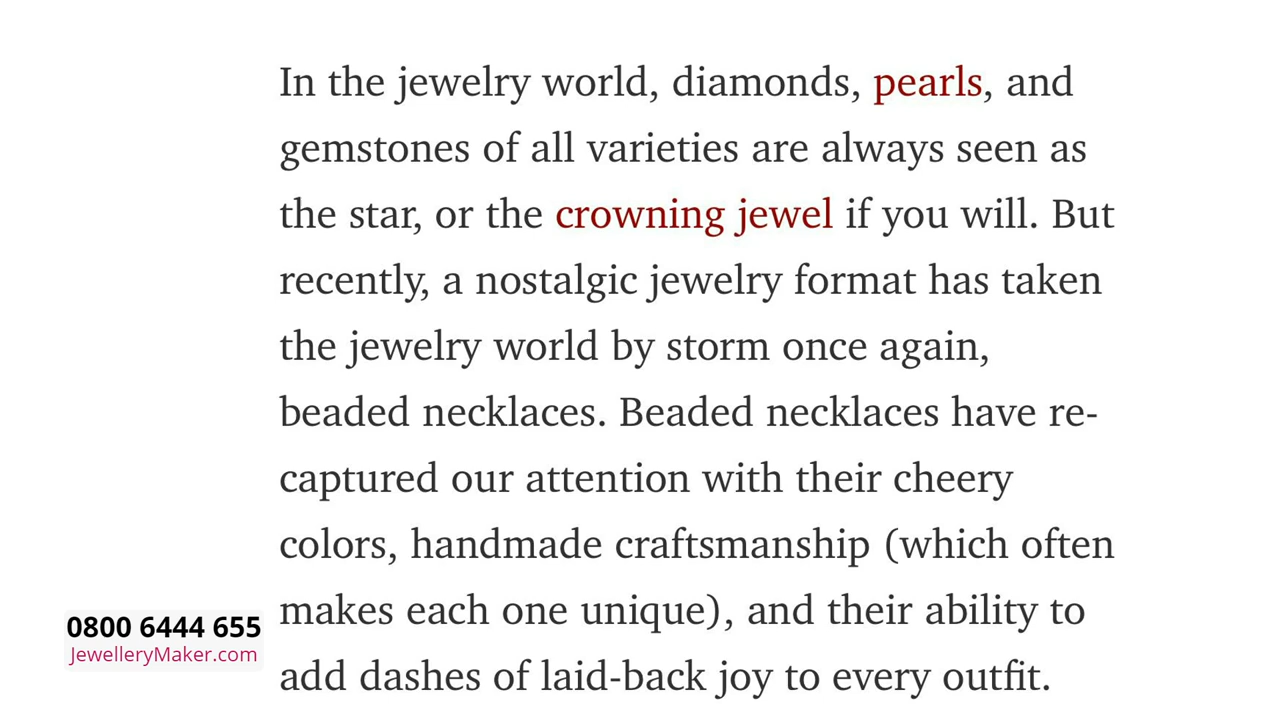 In the jewelry world, diamonds, pearls, and
gemstones of all varieties are always seen as
the star, or the crowning jewel if you will. But
recently, a nostalgic jewelry format has taken
the jewelry world by storm once again,
beaded necklaces. Beaded necklaces have re-
captured our attention with their cheery
colors, handmade craftsmanship (which often
makes each one unique), and their ability to
add dashes of laid-back joy to every outfit.
0800 6444 655
JewelleryMaker.com